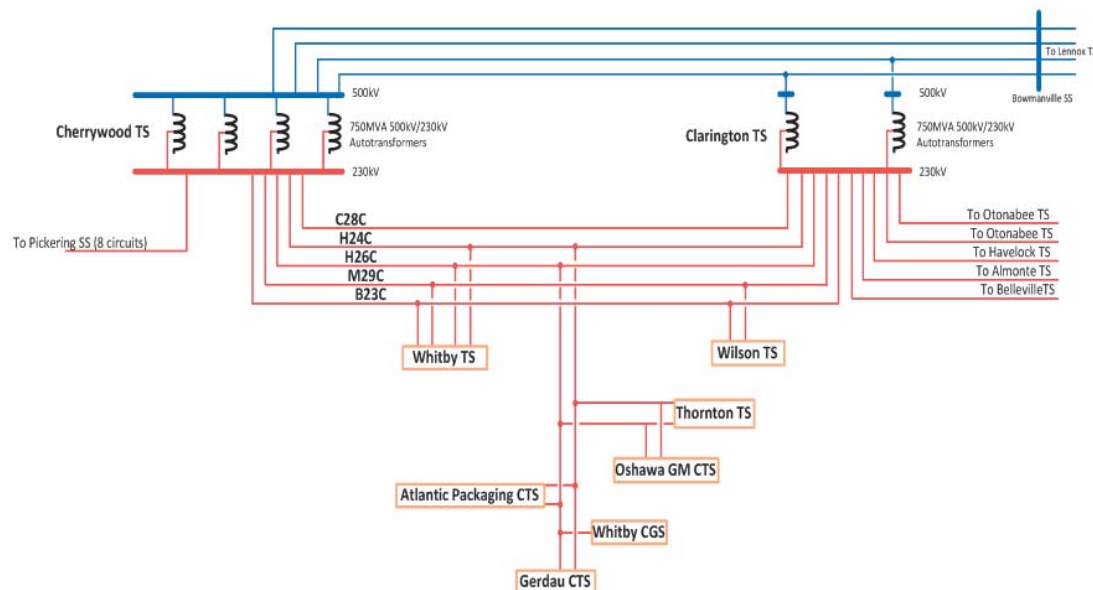 To Lennox T
500kV
500kV
Bowmanville SS
Cherrywood TS
750MVA 500kV/230kV
Autotransformers
Clarington TS
750MVA 500kV/230kV
Autotransformers
230kV
230kV
C28C
To Otonabee TS
To Pickering SS (8 circuits)
H24C
To Otonabee TS
H26C
To Havelock TS
M29C
To Almonte TS
B23C
To BellevilleTS
Whitby TS
Wilson TS
Thornton TS
Oshawa GM CTS
Atlantic Packaging CTS
Whitby CGS
Gerdau CTS